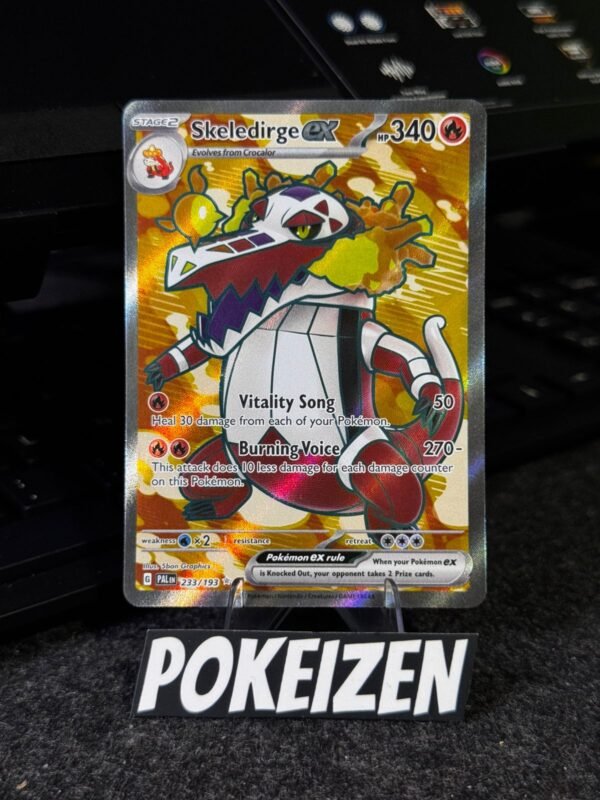 STAGE2
Skeledirge ex HP 340
Evolves from Crocalor
Vitality Song 50
Heal 30 damage from each of your Pokémon.
Burning Voice 270-
This attack does 10 less damage for each damage counter
on this Pokémon.
weakness ×2 resistance retreat
Pokémon ex rule When your Pokémon ex
is Knocked Out, your opponent takes 2 Prize cards.
Illus. 5ban Graphics
G PAL EN 233/193
POKEIZEN